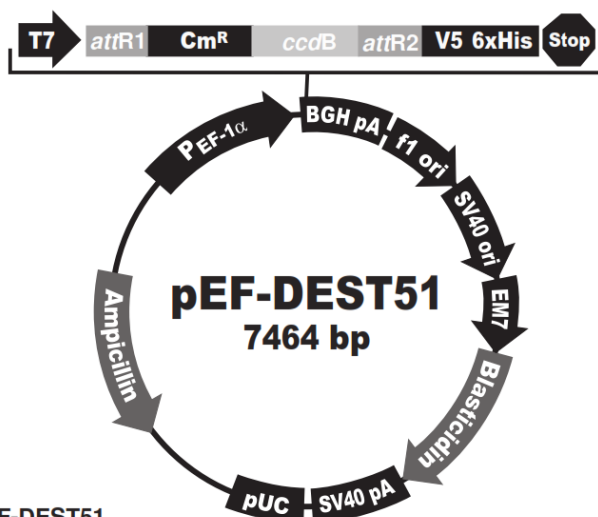 T7 attR1 CmR ccdB attR2 V5 6xHis Stop
PEF-1α
BGH pA
f1 ori
SV40 ori
EM7
Blasticidin
SV40 pA
pUC
Ampicillin
pEF-DEST51
7464 bp
F-DEST51